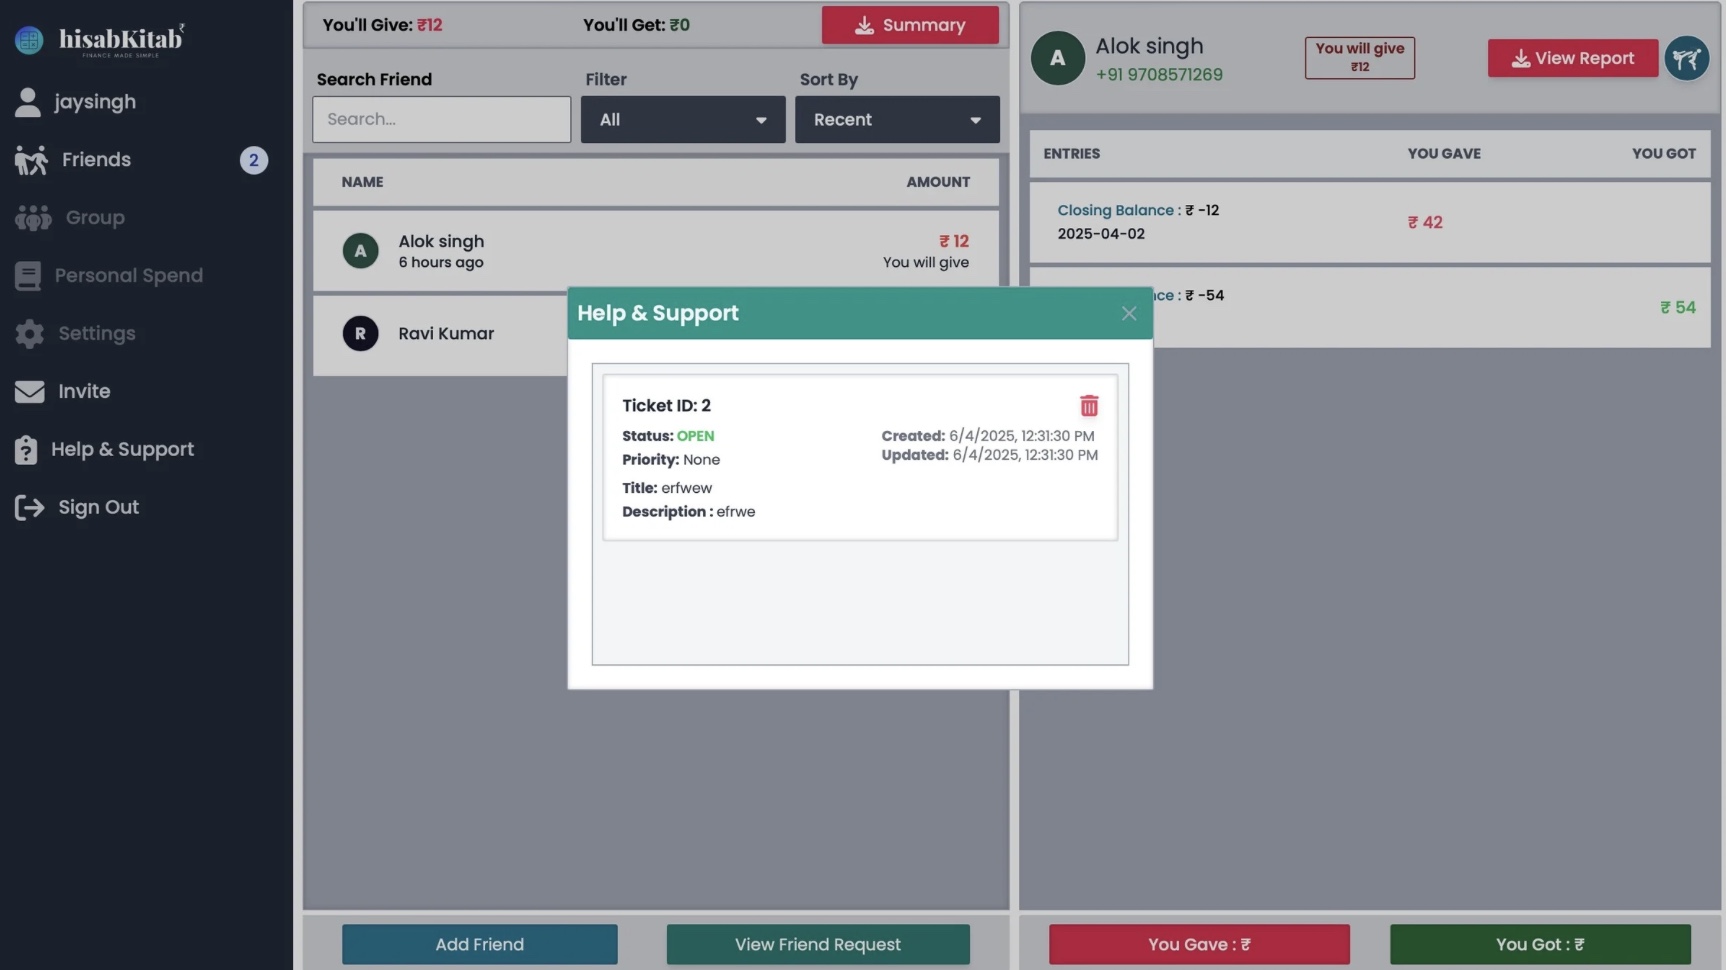 hisabKitab₹
FINANCE MADE SIMPLE
jaysingh
Friends 2
Group
Personal Spend
Settings
Invite
Help & Support
Sign Out
You'll Give: ₹12 You'll Get: ₹0 Summary
Search Friend Filter Sort By
Search... All Recent
NAME AMOUNT
A Alok singh ₹ 12
6 hours ago You will give
R Ravi Kumar
Add Friend View Friend Request
A Alok singh
+91 9708571269
You will give
₹12
View Report
ENTRIES YOU GAVE YOU GOT
Closing Balance : ₹ -12
2025-04-02
₹ 42
nce : ₹ -54
₹ 54
You Gave : ₹ You Got : ₹
Help & Support
Ticket ID: 2
Status: OPEN
Priority: None
Created: 6/4/2025, 12:31:30 PM
Updated: 6/4/2025, 12:31:30 PM
Title: erfwew
Description : efrwe